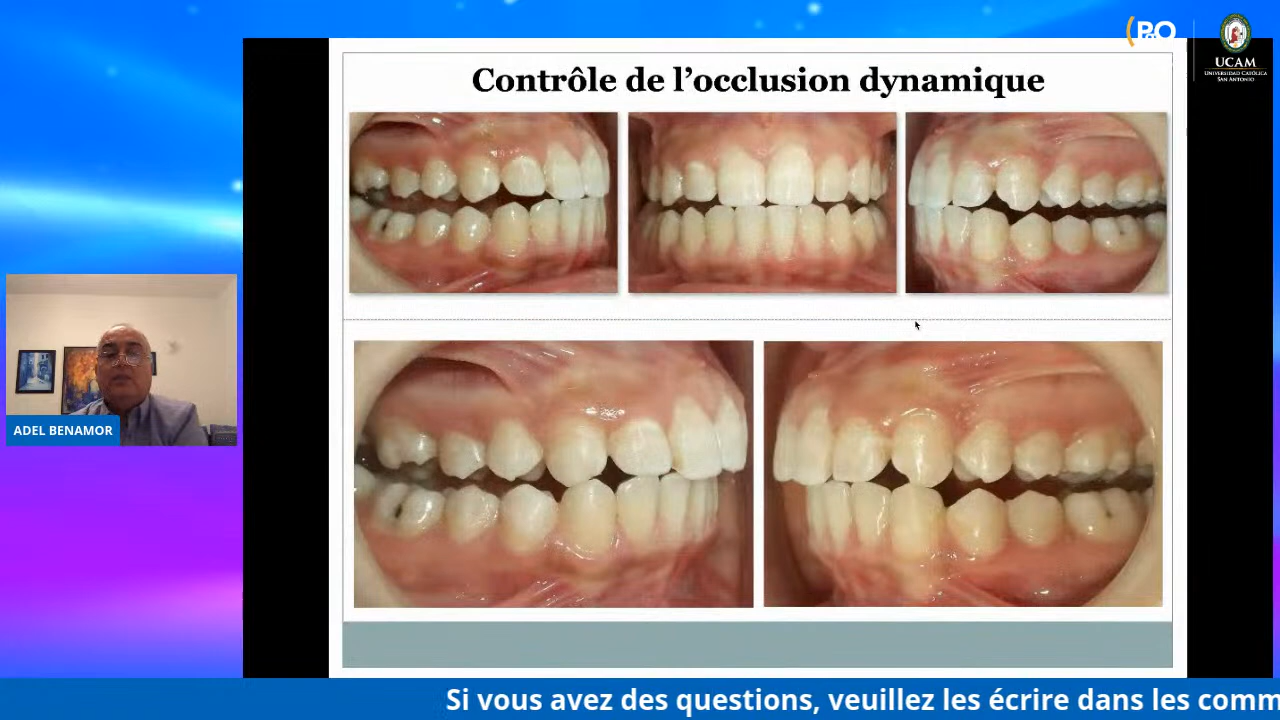 PgO
UCAM
UNIVERSIDAD CATÓLICA
SAN ANTONIO
Contrôle de l’occlusion dynamique
ADEL BENAMOR
Si vous avez des questions, veuillez les écrire dans les comm